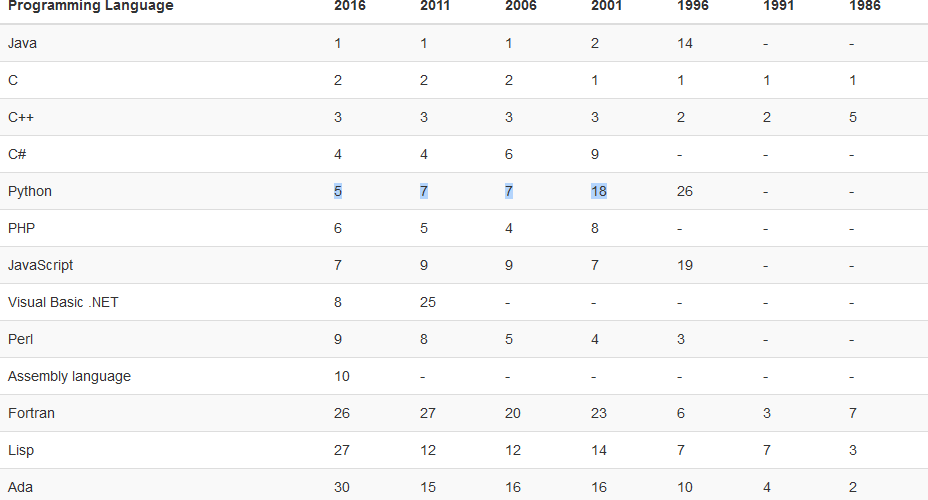 Programming Language 2016 2011 2006 2001 1996 1991 1986
Java 1 1 1 2 14 - -
C 2 2 2 1 1 1 1
C++ 3 3 3 3 2 2 5
C# 4 4 6 9 - - -
Python 5 7 7 18 26 - -
PHP 6 5 4 8 - - -
JavaScript 7 9 9 7 19 - -
Visual Basic .NET 8 25 - - - - -
Perl 9 8 5 4 3 - -
Assembly language 10 - - - - - -
Fortran 26 27 20 23 6 3 7
Lisp 27 12 12 14 7 7 3
Ada 30 15 16 16 10 4 2